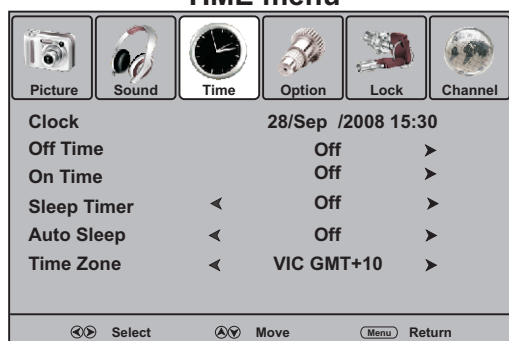 TIME menu
Picture Sound Time Option Lock Channel
Clock 28/Sep /2008 15:30
Off Time Off
On Time Off
Sleep Timer Off
Auto Sleep Off
Time Zone VIC GMT+10
Select Move Menu Return